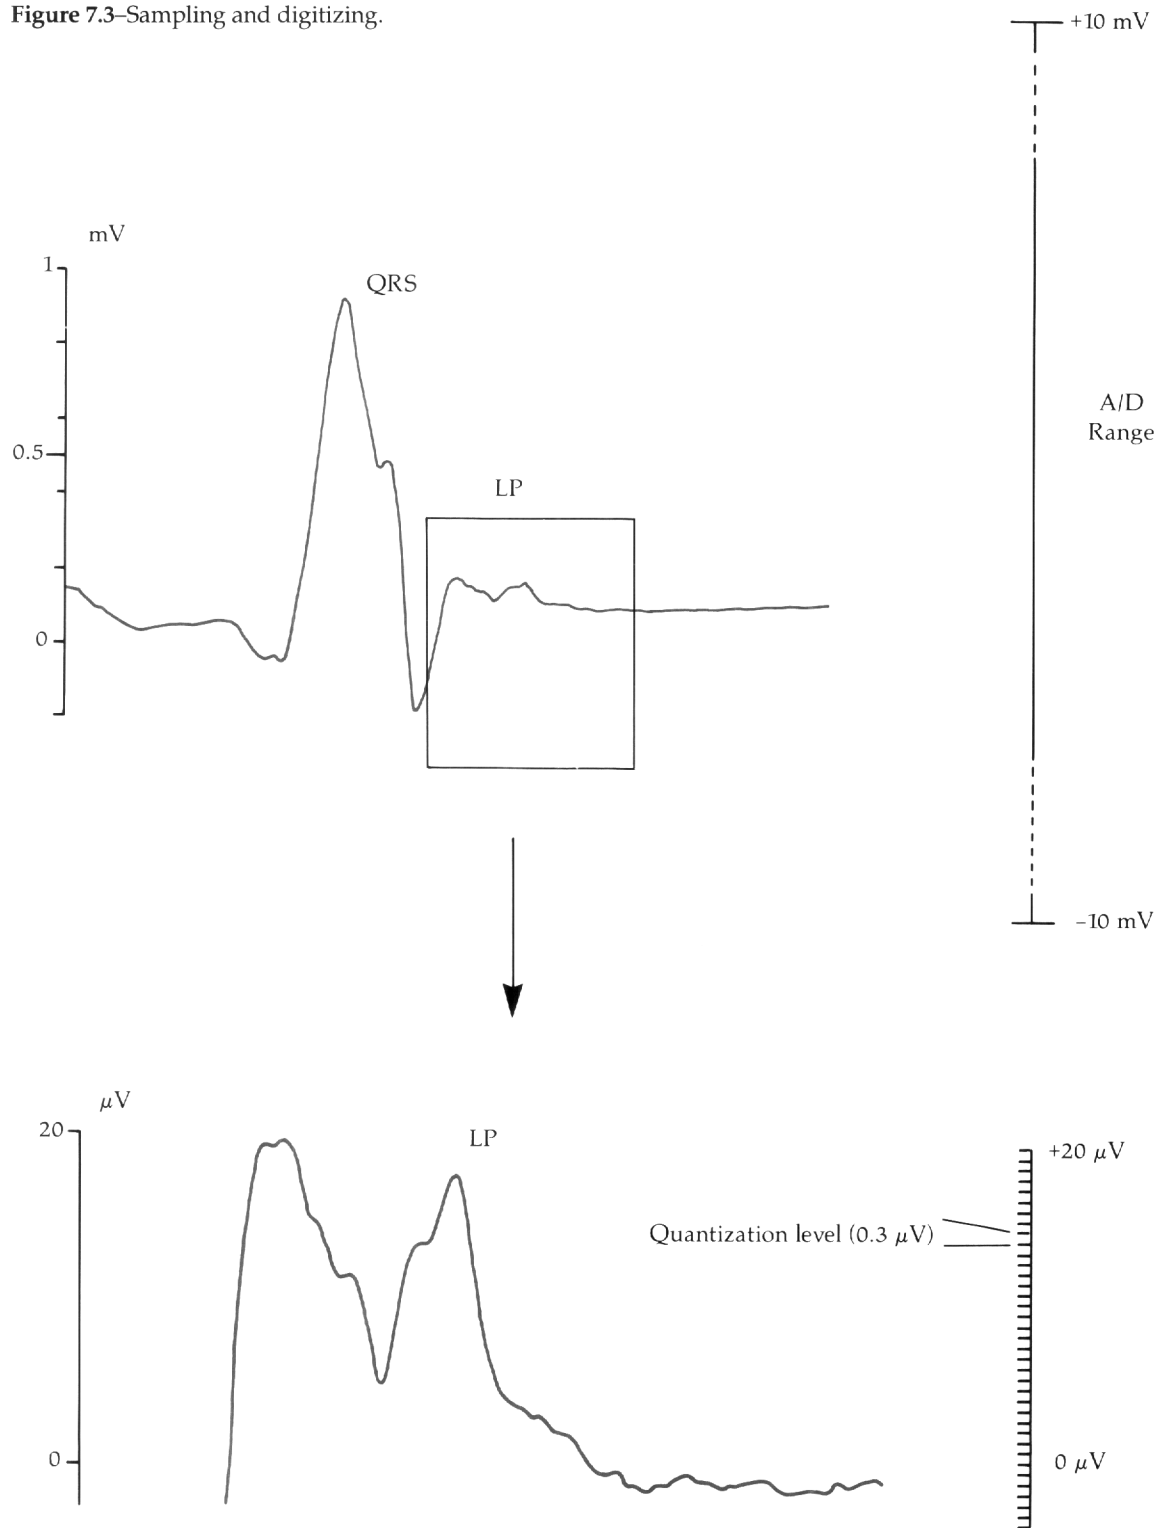 Figure 7.3–Sampling and digitizing.
+10 mV
mV
1
QRS
A/D
Range
0.5
LP
0
−10 mV
μV
20
LP
+20 μV
Quantization level (0.3 μV)
0
0 μV